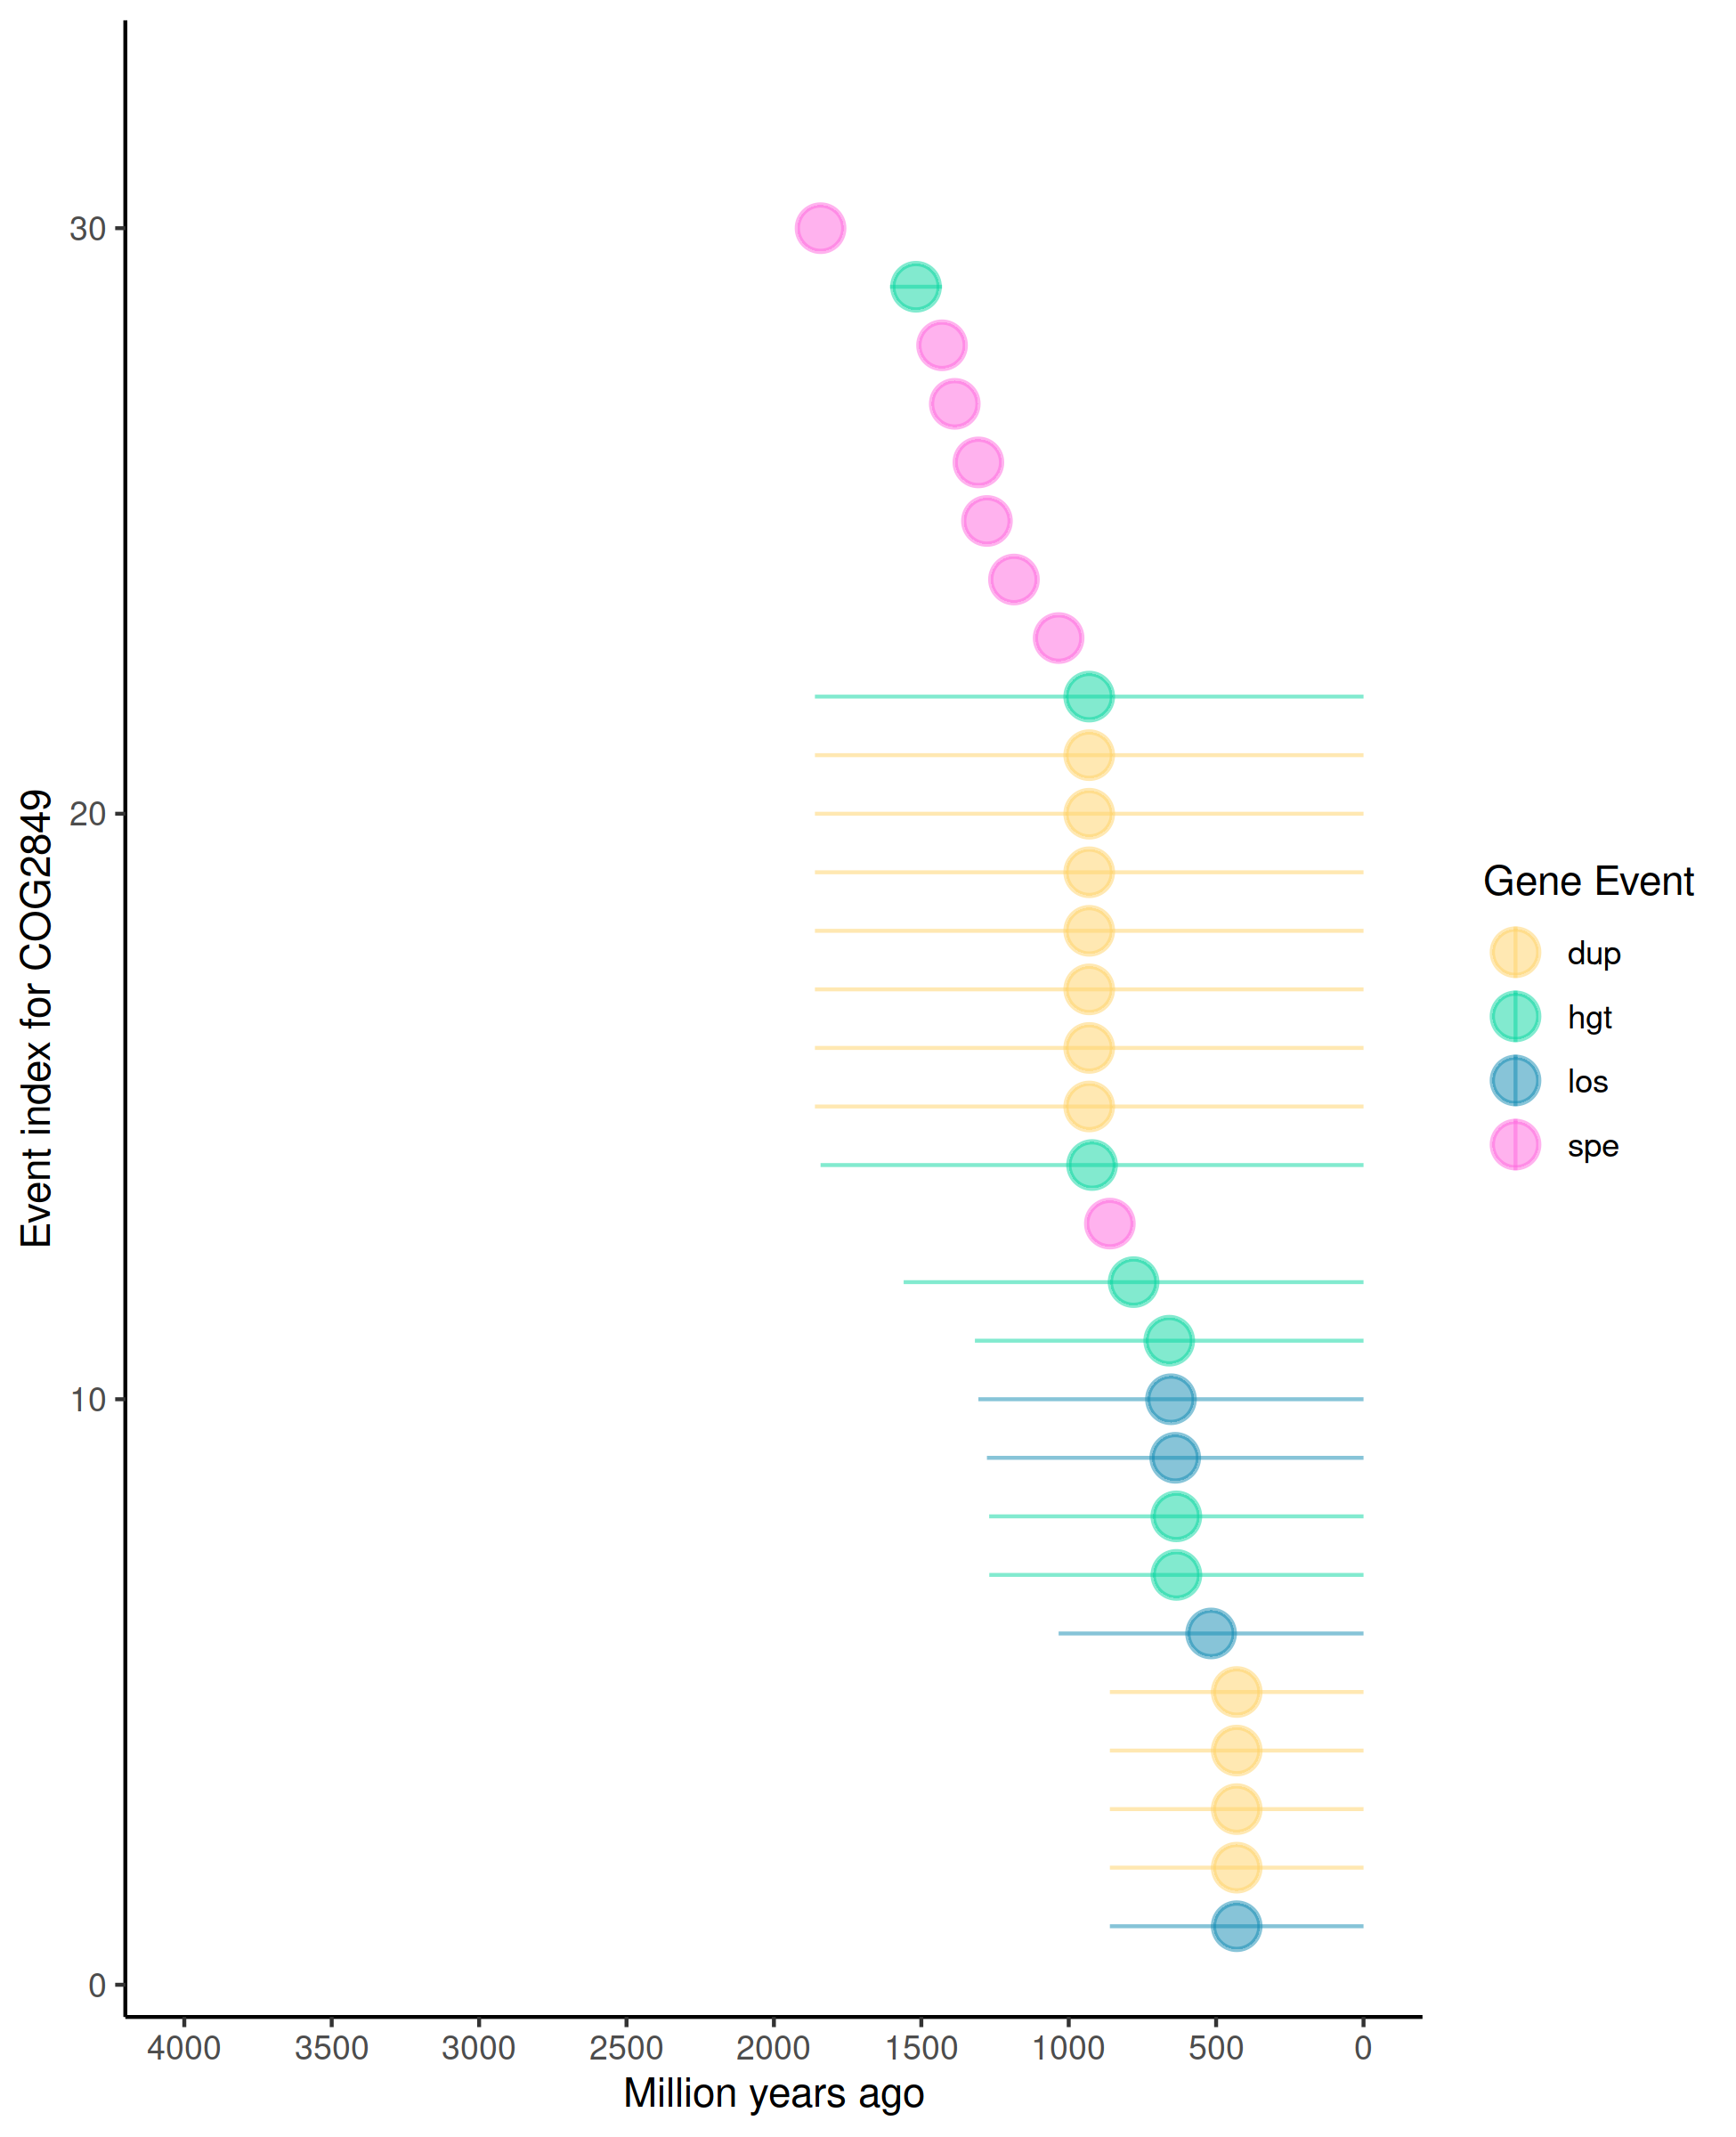 30
20
10
0
Event index for COG2849
4000 3500 3000 2500 2000 1500 1000 500 0
Million years ago
Gene Event
dup
hgt
los
spe